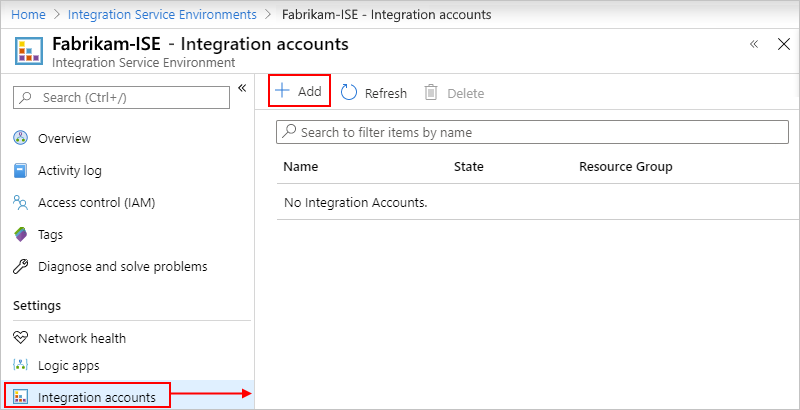 Home > Integration Service Environments > Fabrikam-ISE - Integration accounts
Fabrikam-ISE - Integration accounts
Integration Service Environment
Search (Ctrl+/)
Overview
Activity log
Access control (IAM)
Tags
Diagnose and solve problems
Settings
Network health
Logic apps
Integration accounts
Add Refresh Delete
Search to filter items by name
Name State Resource Group
No Integration Accounts.